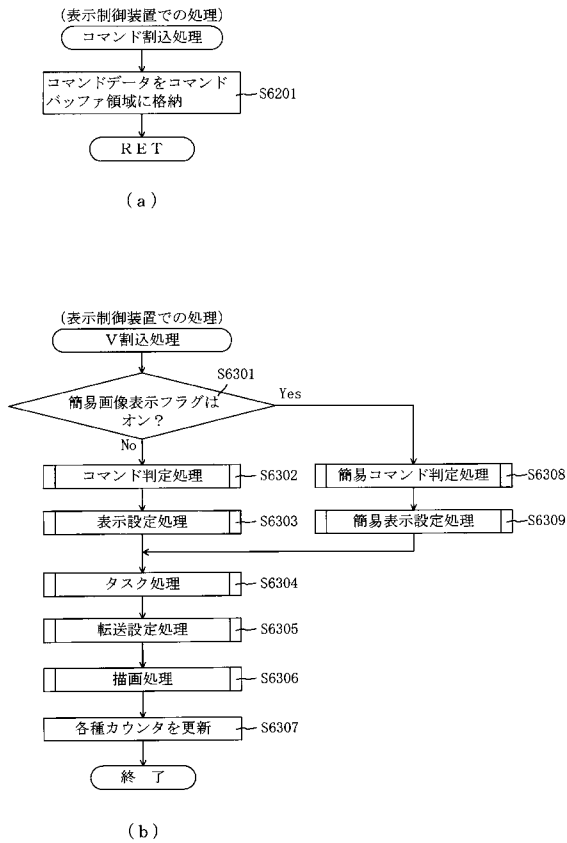 (表示制御装置での処理)
コマンド割込処理
コマンドデータをコマンド
バッファ領域に格納
S6201
RET
(a)
(表示制御装置での処理)
V割込処理
S6301
簡易画像表示フラグは
オン?
Yes
No
コマンド判定処理
S6302
簡易コマンド判定処理
S6308
表示設定処理
S6303
簡易表示設定処理
S6309
タスク処理
S6304
転送設定処理
S6305
描画処理
S6306
各種カウンタを更新
S6307
終 了
(b)